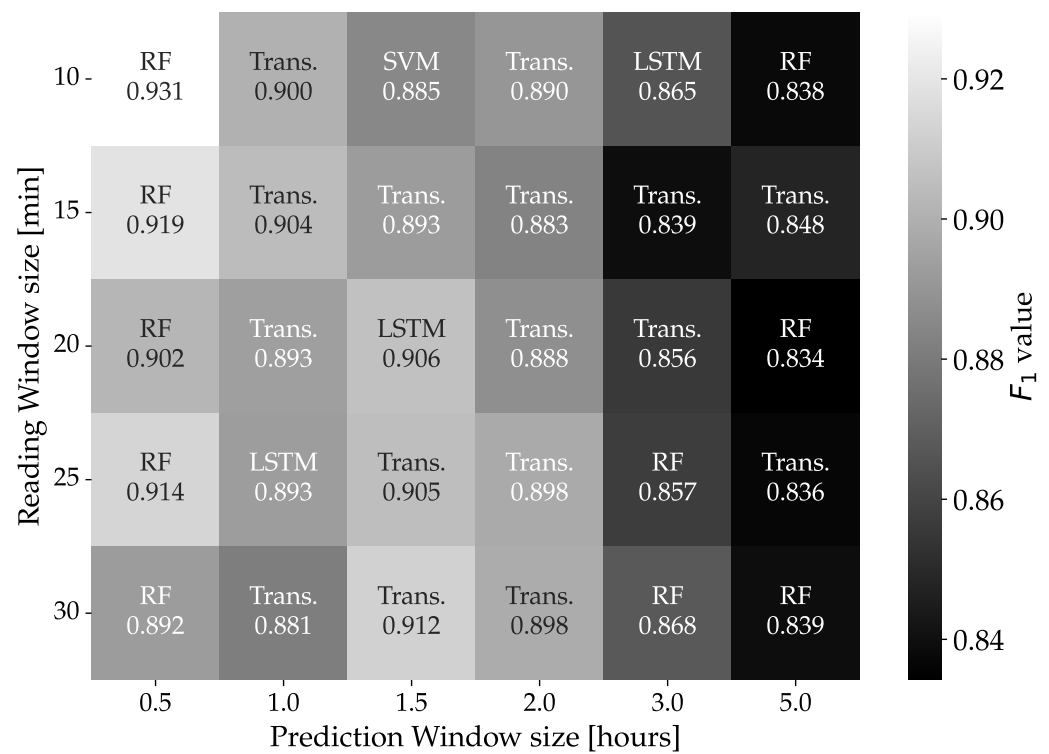 RF Trans. SVM Trans. LSTM RF
10 0.931 0.900 0.885 0.890 0.865 0.838
RF Trans. Trans. Trans. Trans. Trans.
15 0.919 0.904 0.893 0.883 0.839 0.848
RF Trans. LSTM Trans. Trans. RF
20 0.902 0.893 0.906 0.888 0.856 0.834
RF LSTM Trans. Trans. RF Trans.
25 0.914 0.893 0.905 0.898 0.857 0.836
RF Trans. Trans. Trans. RF RF
30 0.892 0.881 0.912 0.898 0.868 0.839
0.5 1.0 1.5 2.0 3.0 5.0
Prediction Window size [hours]
Reading Window size [min]
0.92
0.90
0.88
0.86
0.84
F1 value